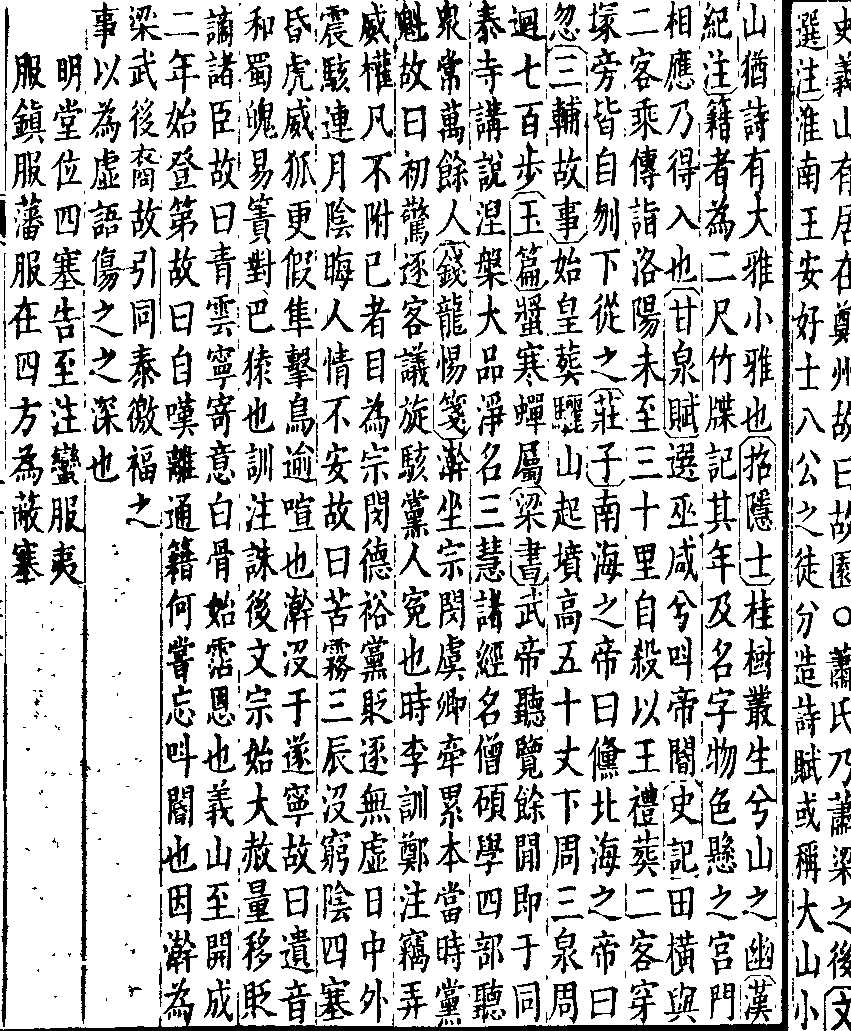 史義山有居在鄭州故曰故園○蕭氏乃蕭梁之後文
選注淮南王安好士八公之徒分造詩賦或稱大山小
山猶詩有大雅小雅也招隱士桂樹叢生兮山之幽漢
紀注籍者為二尺竹牒記其年及名字物色懸之宮門
相應乃得入也甘泉賦選巫咸兮叫帝閽史記田橫與
二客乘傳詣洛陽未至三十里自殺以王禮葬二客穿
塚旁皆自刎下從之莊子南海之帝曰儵北海之帝曰
忽三輔故事始皇葬驪山起墳高五十丈下周三泉周
迴七百步玉篇螿寒蟬屬梁書武帝聽覽餘閒即于同
泰寺講說涅槃大品淨名三慧諸經名僧碩學四部聽
衆常萬餘人錢龍惕箋澣坐宗閔虞卿牽累本當時黨
魁故曰初驚逐客議旋駭黨人寃也時李訓鄭注竊弄
威權凡不附己者目為宗閔德裕黨貶逐無虛日中外
震駭連月陰晦人情不安故曰苦霧三辰沒窮陰四塞
昏虎威狐更假隼擊鳥逾喧也澣沒于遂寧故曰遺音
和蜀魄易簀對巴猿也訓注誅後文宗始大赦量移貶
謫諸臣故曰青雲寧寄意白骨始霑恩也義山至開成
二年始登第故曰自嘆離通籍何嘗忘叫閽也因澣為
梁武後裔故引同泰徼福之
事以為虛語傷之之深也
明堂位四塞告至注蠻服夷
服鎮服藩服在四方為蔽塞